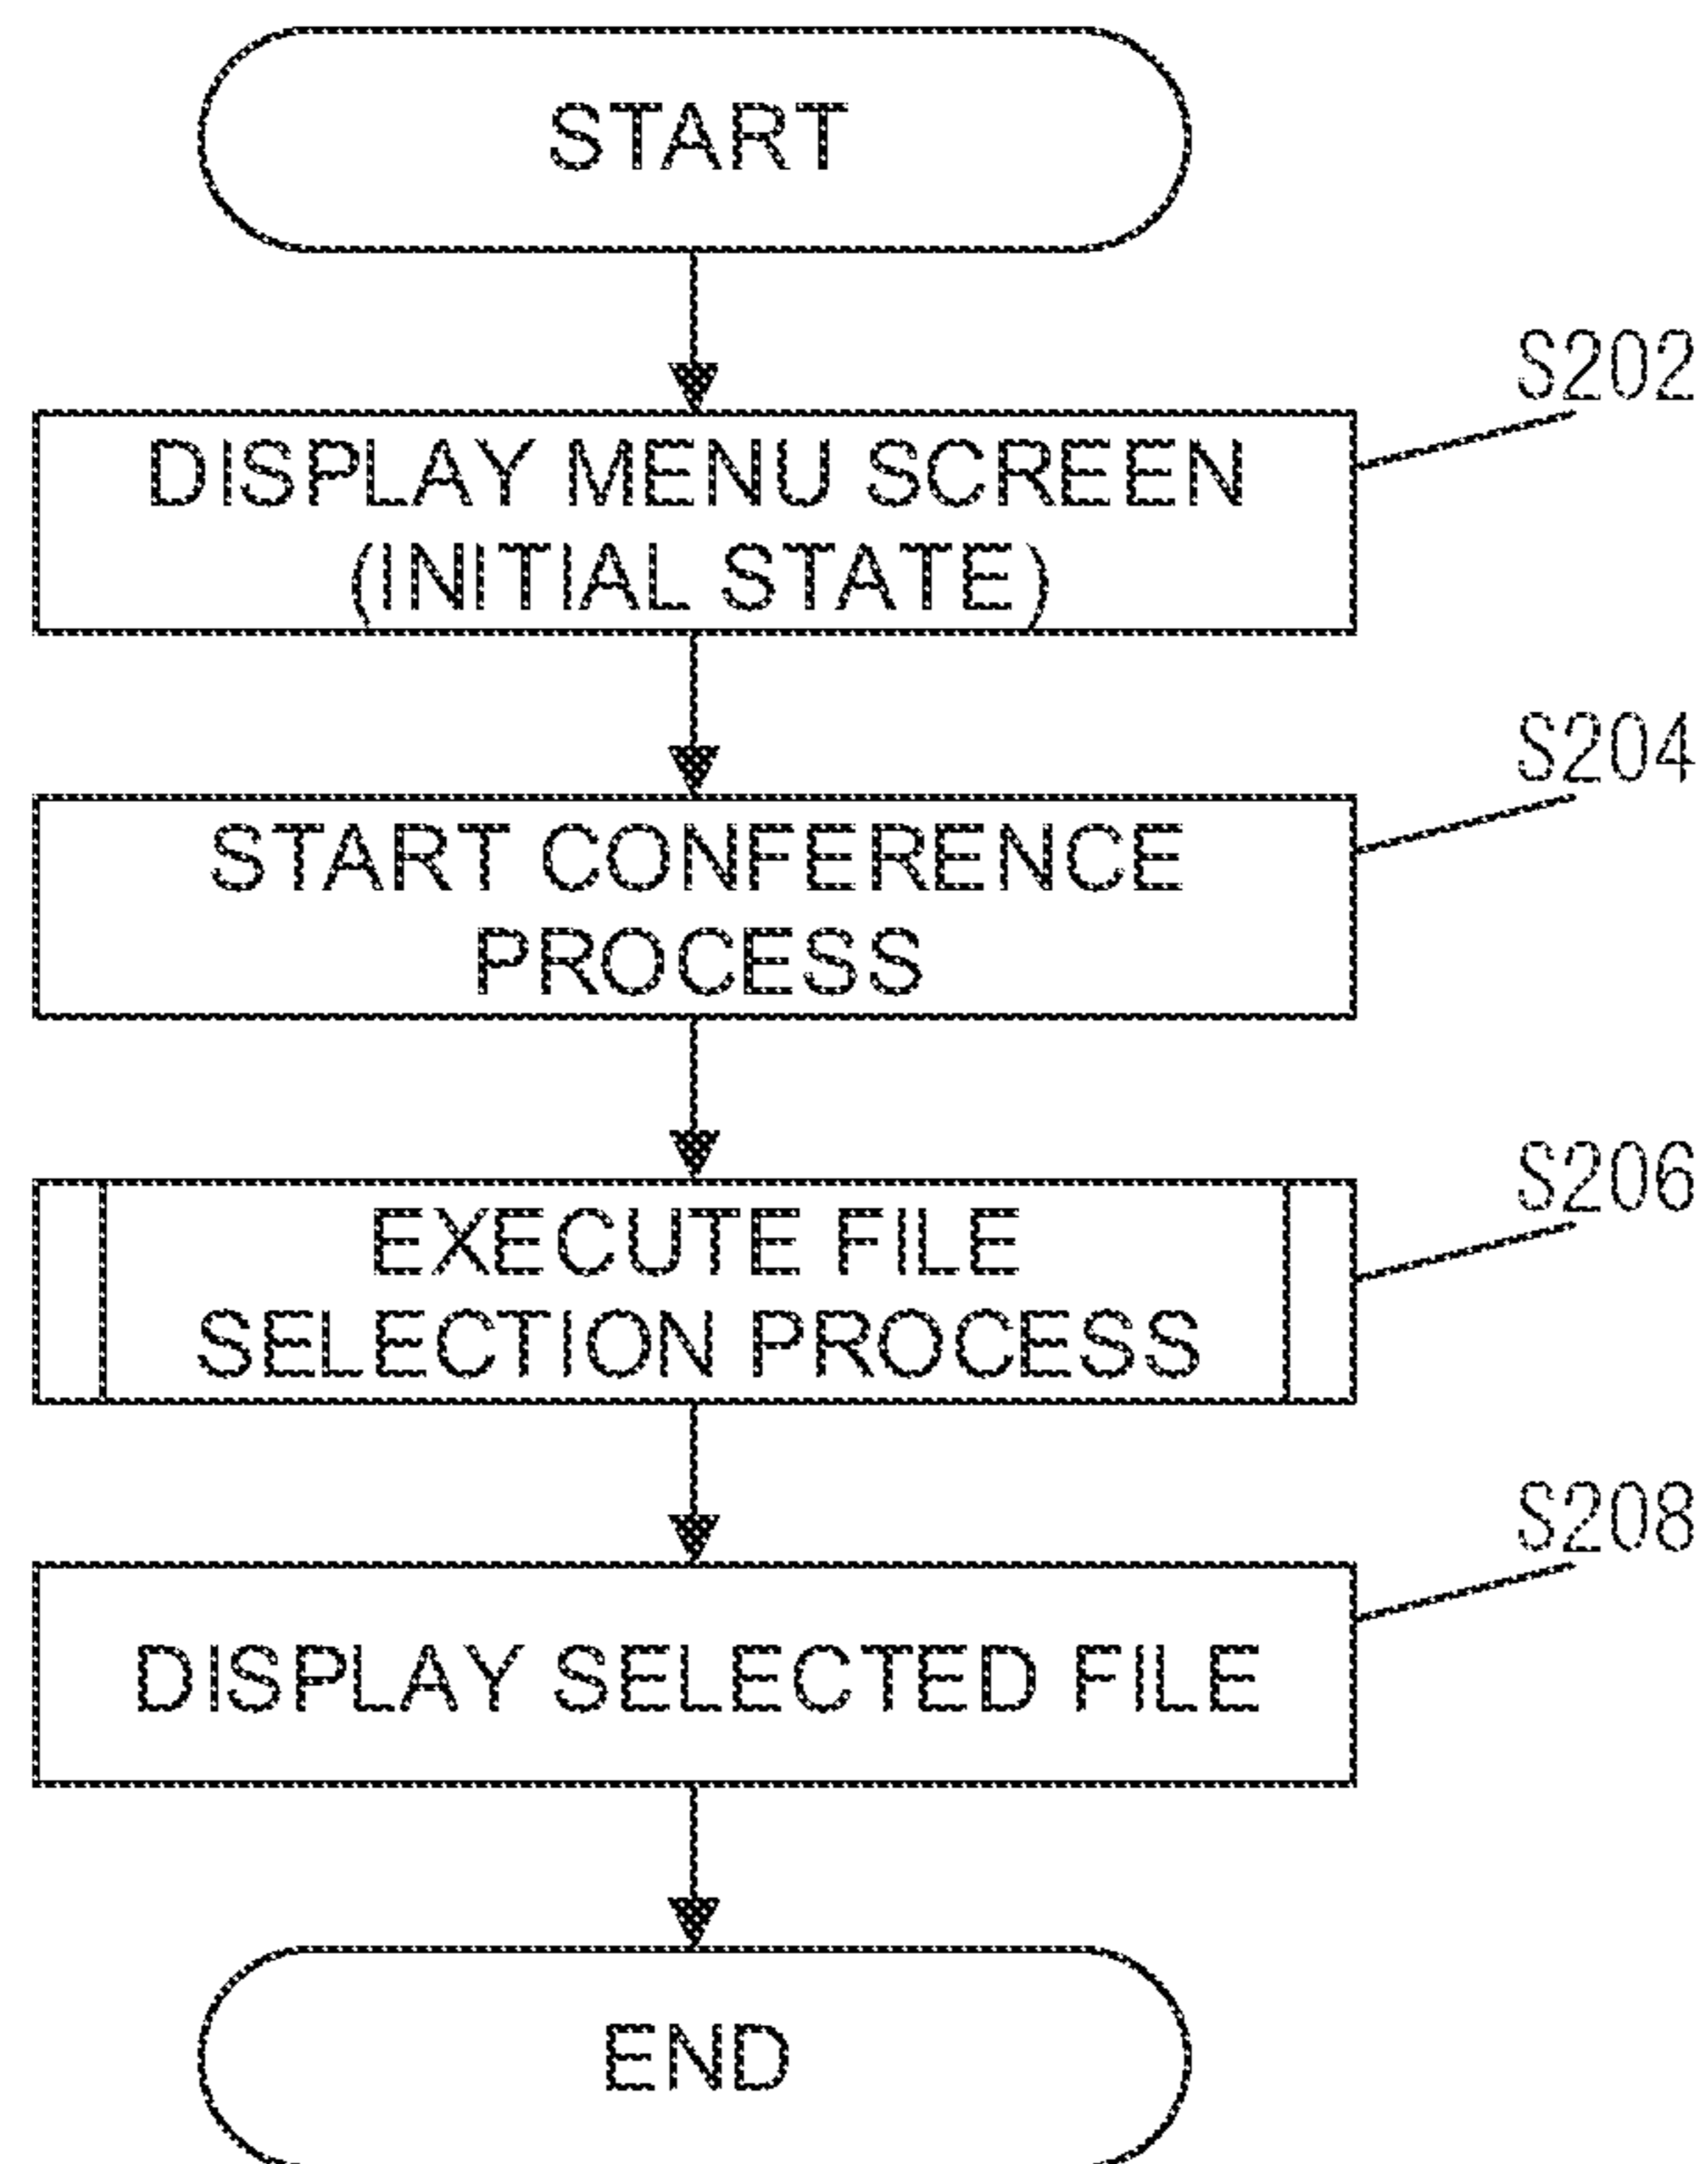 START
S202
DISPLAY MENU SCREEN
(INITIAL STATE)
S204
START CONFERENCE
PROCESS
S206
EXECUTE FILE
SELECTION PROCESS
S208
DISPLAY SELECTED FILE
END